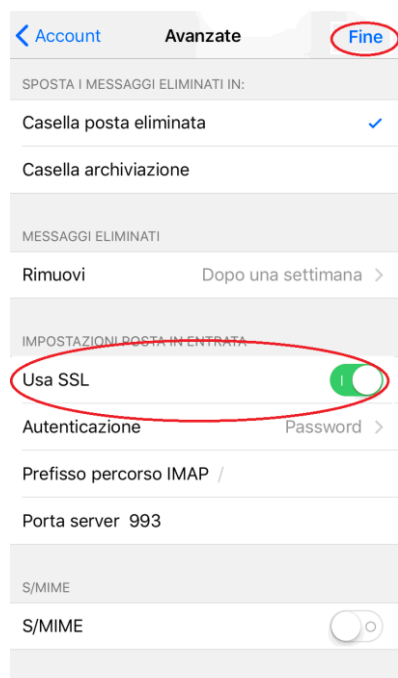 Account Avanzate Fine
SPOSTA I MESSAGGI ELIMINATI IN:
Casella posta eliminata
Casella archiviazione
MESSAGGI ELIMINATI
Rimuovi Dopo una settimana
IMPOSTAZIONI POSTA IN ENTRATA
Usa SSL
Autenticazione Password
Prefisso percorso IMAP /
Porta server 993
S/MIME
S/MIME